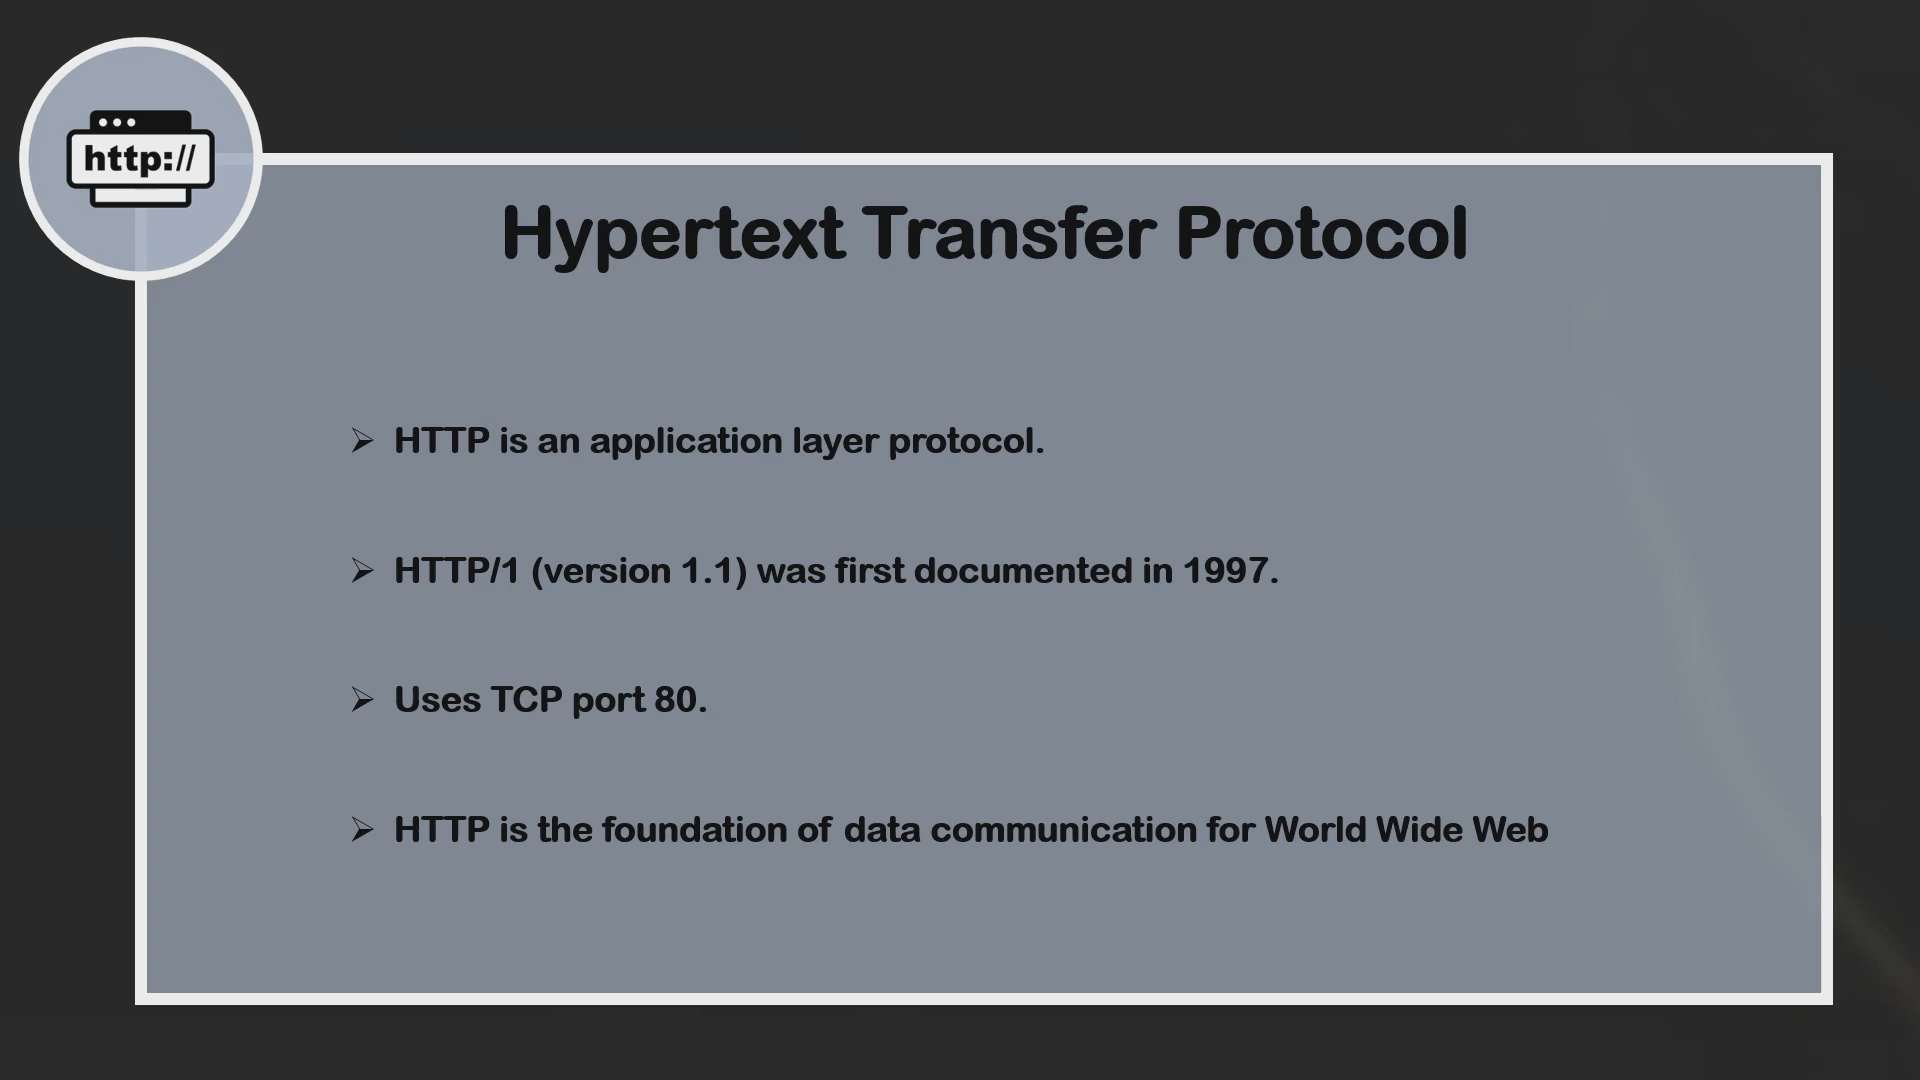 http://
Hypertext Transfer Protocol
➢ HTTP is an application layer protocol.
➢ HTTP/1 (version 1.1) was first documented in 1997.
➢ Uses TCP port 80.
➢ HTTP is the foundation of data communication for World Wide Web